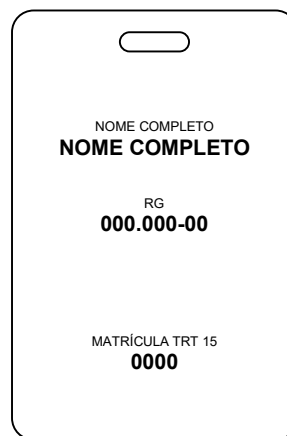 NOME COMPLETO
NOME COMPLETO
RG
000.000-00
MATRÍCULA TRT 15
0000